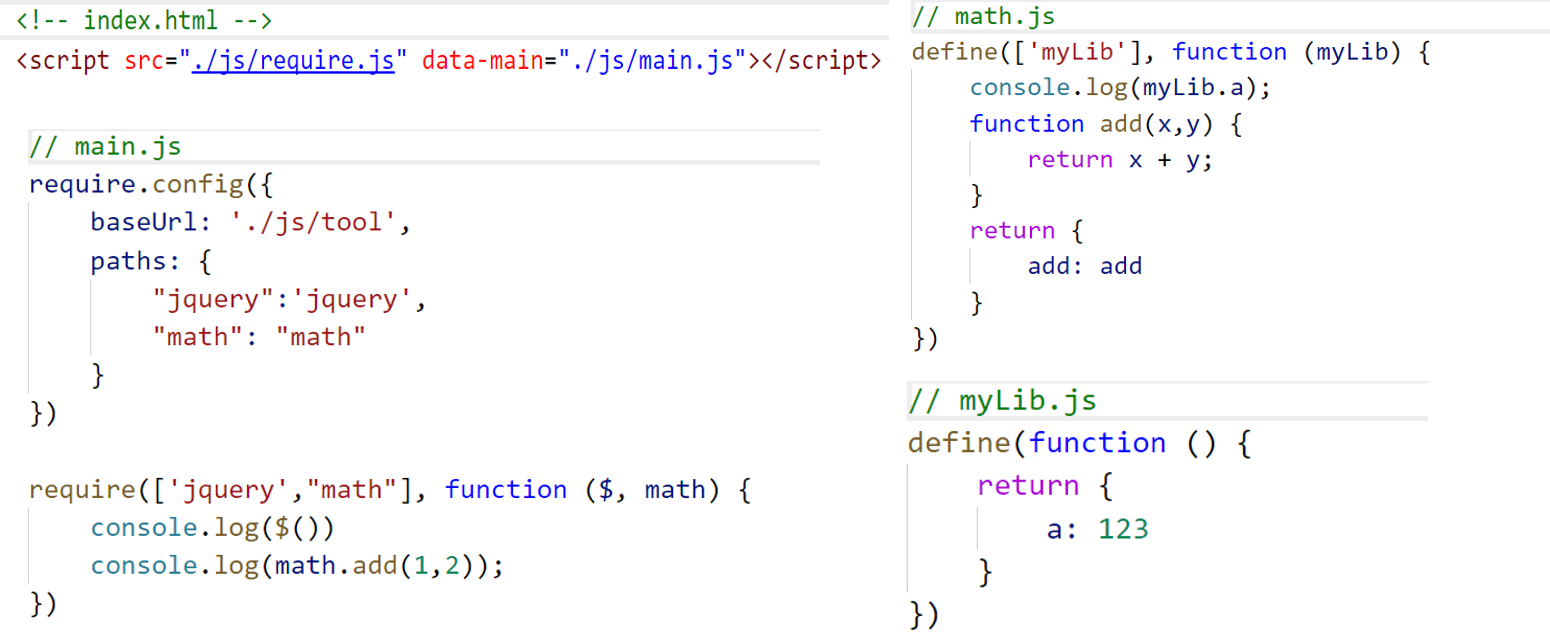 <!-- index.html -->
<script src="./js/require.js" data-main="./js/main.js"></script>
// main.js
require.config({
    baseUrl: './js/tool',
    paths: {
        "jquery":'jquery',
        "math": "math"
    }
})
require(['jquery',"math"], function ($, math) {
    console.log($())
    console.log(math.add(1,2));
})
// math.js
define(['myLib'], function (myLib) {
    console.log(myLib.a);
    function add(x,y) {
        return x + y;
    }
    return {
        add: add
    }
})
// myLib.js
define(function () {
    return {
        a: 123
    }
})